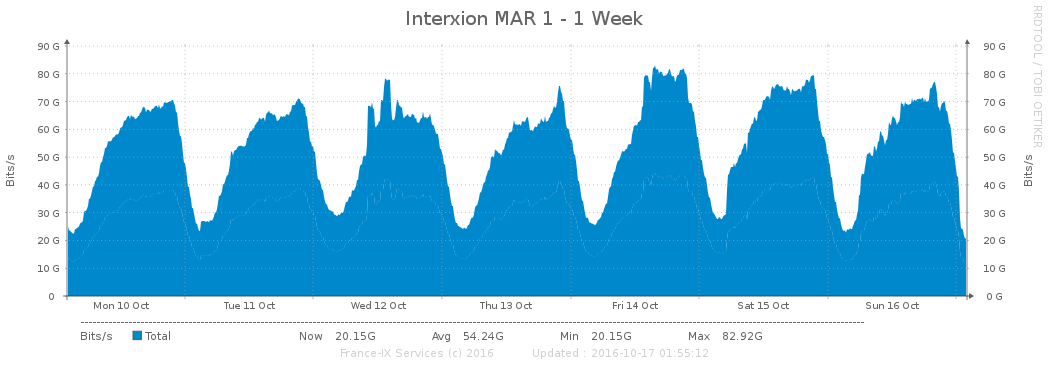 Interxion MAR 1 - 1 Week
RRDTOOL / TOBI OETIKER
Bits/s
90 G 90 G
80 G 80 G
70 G 70 G
60 G 60 G
50 G 50 G
40 G 40 G
30 G 30 G
20 G 20 G
10 G 10 G
0 0 G
Bits/s
Mon 10 Oct Tue 11 Oct Wed 12 Oct Thu 13 Oct Fri 14 Oct Sat 15 Oct Sun 16 Oct
Bits/s Total Now 20.15G Avg 54.24G Min 20.15G Max 82.92G
France-IX Services (c) 2016 Updated : 2016-10-17 01:55:12